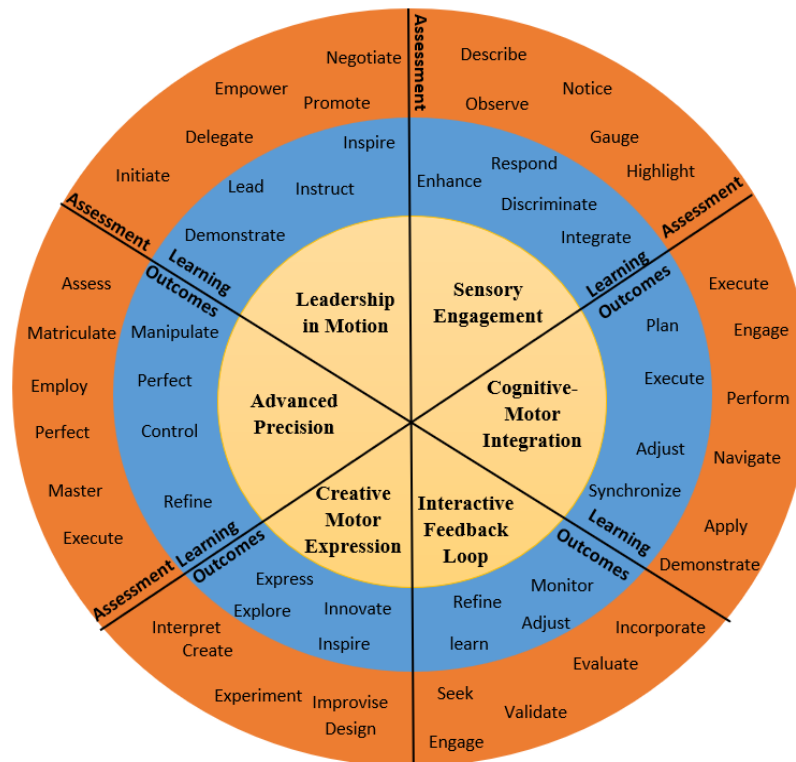 Negotiate
Empower
Promote
Delegate
Initiate
Inspire
Lead
Instruct
Demonstrate
Leadership
in Motion
Assessment
Describe
Notice
Observe
Gauge
Highlight
Respond
Enhance
Discriminate
Integrate
Sensory
Engagement
Assessment
Learning
Outcomes
Execute
Engage
Perform
Navigate
Apply
Demonstrate
Plan
Execute
Adjust
Synchronize
Cognitive-
Motor
Integration
Learning
Outcomes
Incorporate
Evaluate
Validate
Seek
Engage
Monitor
Refine
Adjust
learn
Interactive
Feedback
Loop
Creative
Motor
Expression
Express
Explore
Innovate
Inspire
Interpret
Create
Experiment
Improvise
Design
Assessment
Learning
Outcomes
Advanced
Precision
Manipulate
Perfect
Control
Refine
Assess
Matriculate
Employ
Perfect
Master
Execute
Assessment
Learning
Outcomes